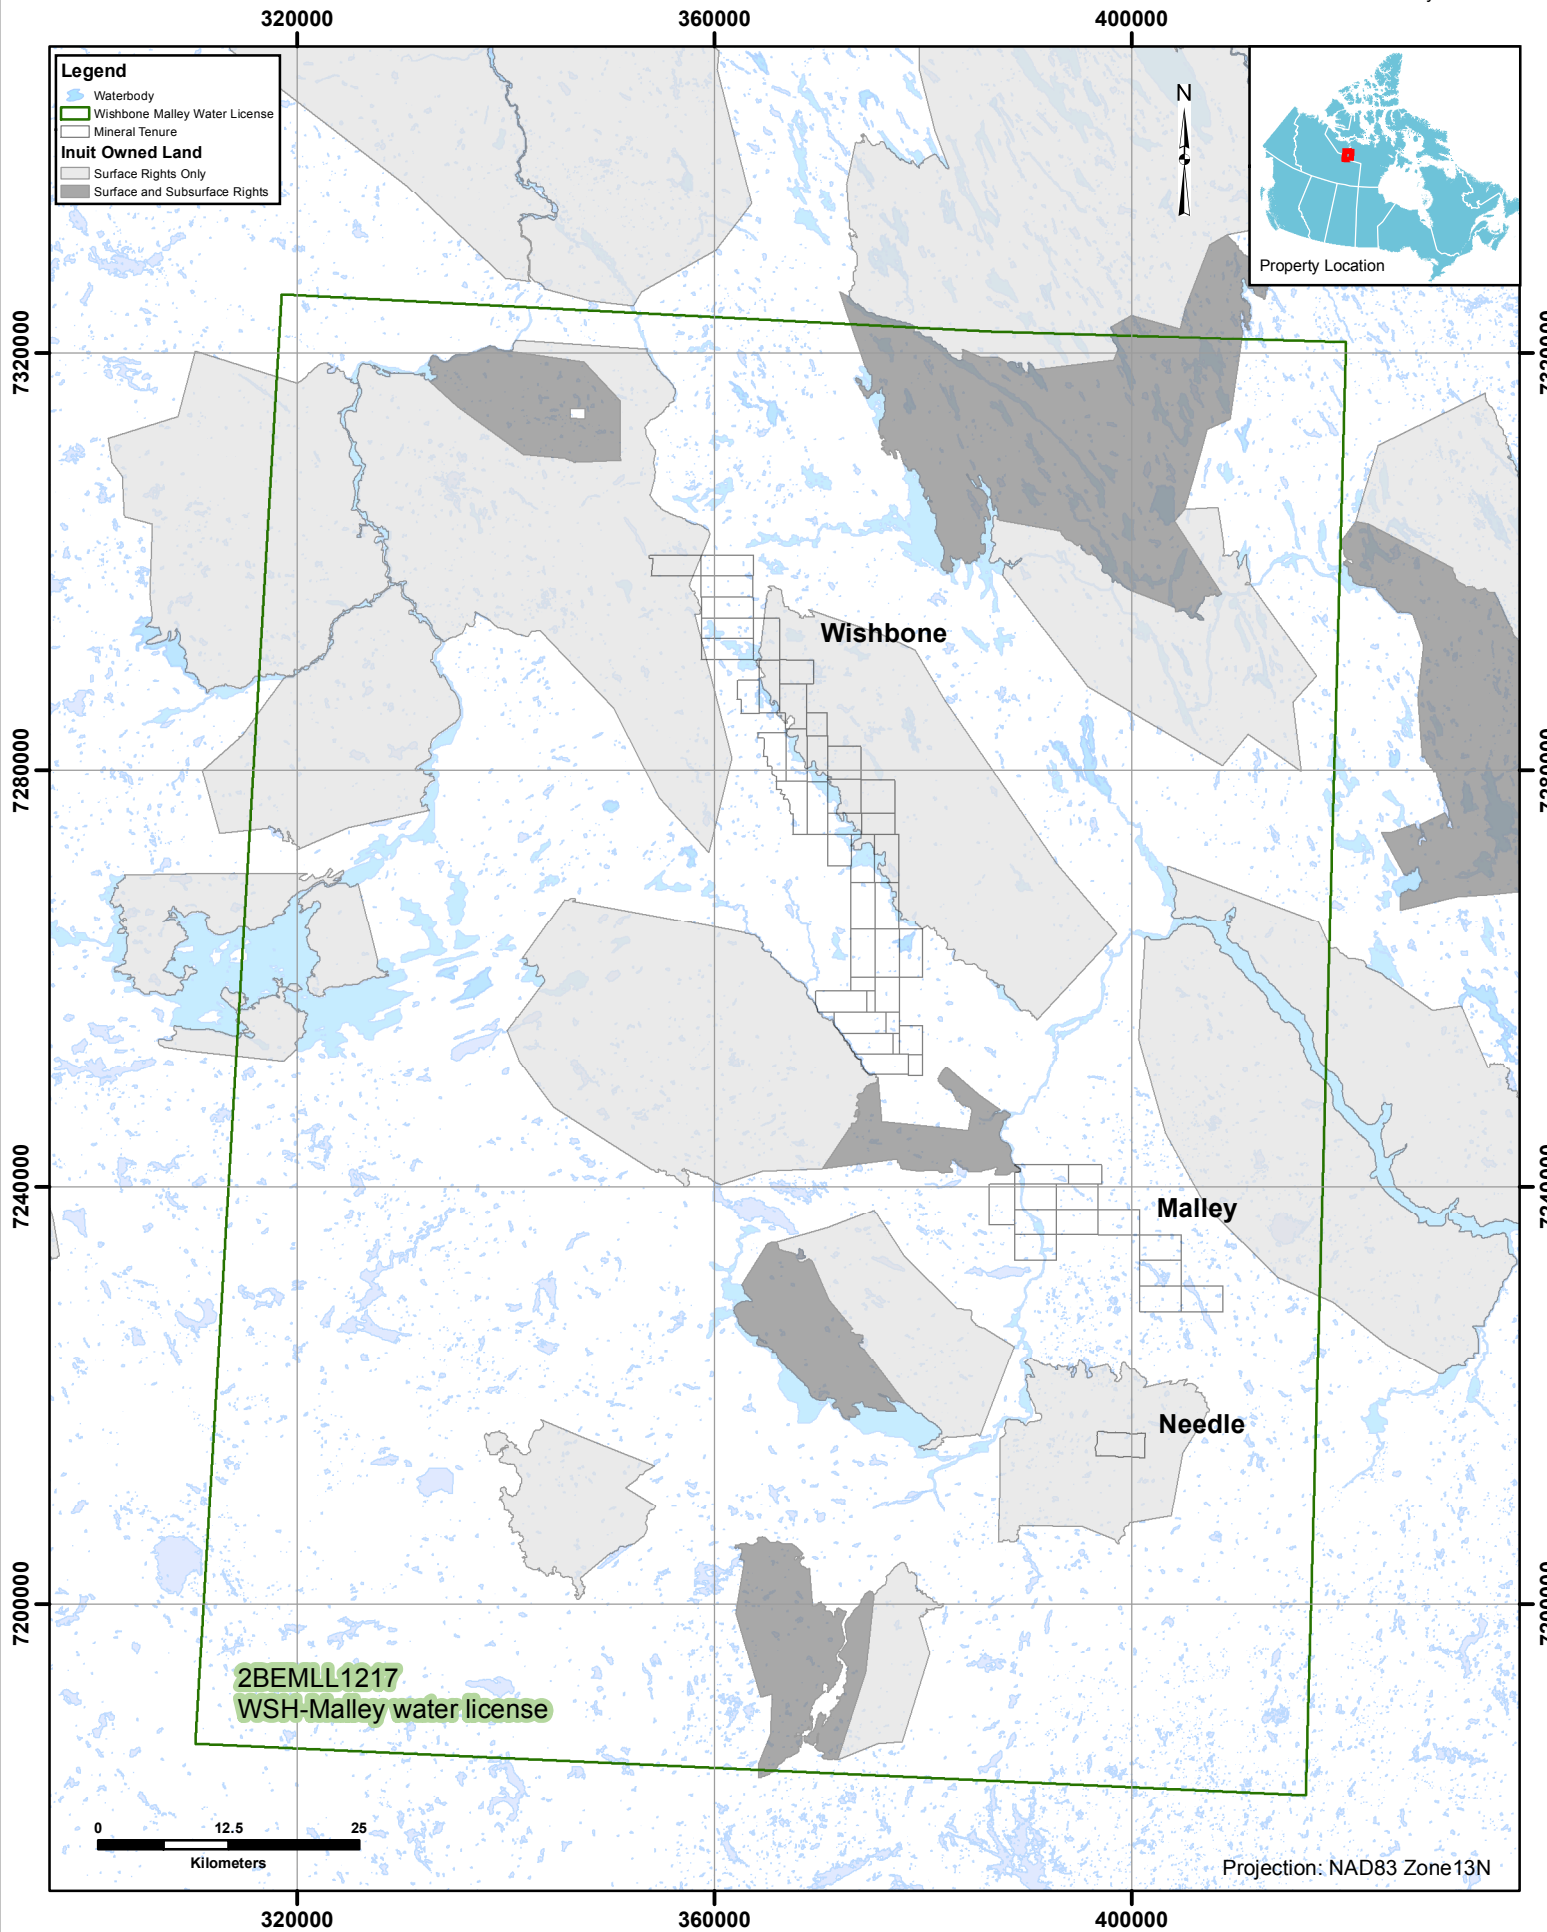 320000 360000 400000
Legend
Waterbody
Wishbone Malley Water License
Mineral Tenure
Inuit Owned Land
Surface Rights Only
Surface and Subsurface Rights
N
Property Location
7320000
Wishbone
7280000
7240000
Malley
Needle
7200000
2BEMLL1217
WSH-Malley water license
0 12.5 25
Kilometers
Projection: NAD83 Zone13N
320000 360000 400000